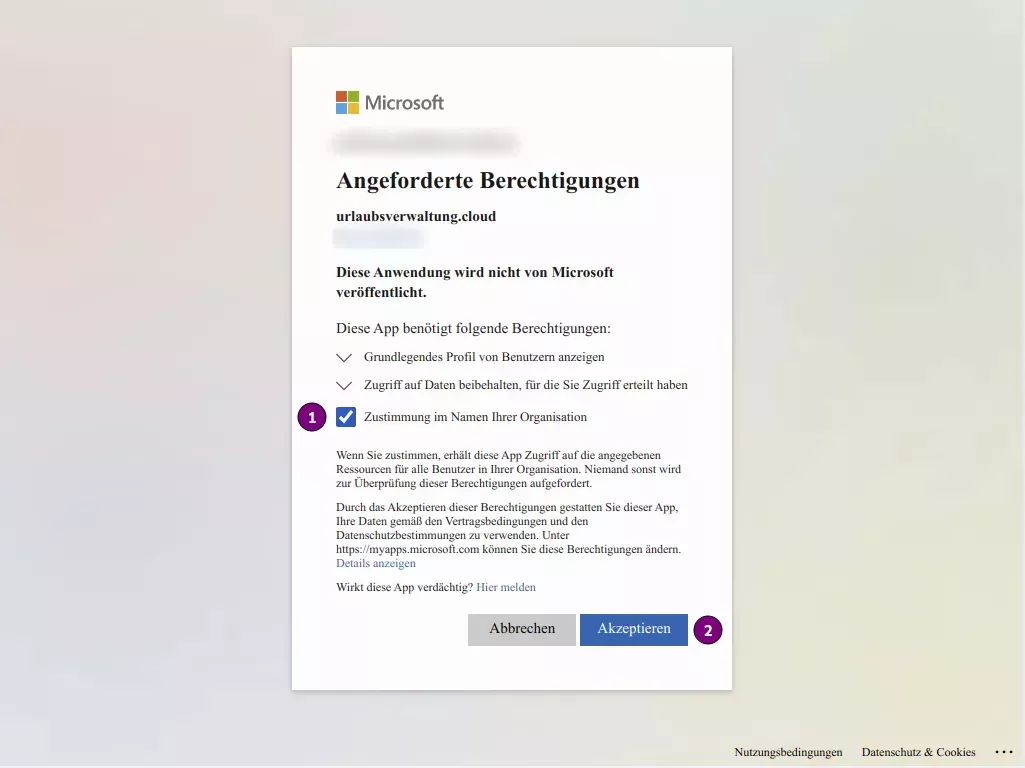 Microsoft
Angeforderte Berechtigungen
urlaubsverwaltung.cloud
Diese Anwendung wird nicht von Microsoft
veröffentlicht.
Diese App benötigt folgende Berechtigungen:
Grundlegendes Profil von Benutzern anzeigen
Zugriff auf Daten beibehalten, für die Sie Zugriff erteilt haben
1 Zustimmung im Namen Ihrer Organisation
Wenn Sie zustimmen, erhält diese App Zugriff auf die angegebenen
Ressourcen für alle Benutzer in Ihrer Organisation. Niemand sonst wird
zur Überprüfung dieser Berechtigungen aufgefordert.
Durch das Akzeptieren dieser Berechtigungen gestatten Sie dieser App,
Ihre Daten gemäß den Vertragsbedingungen und den
Datenschutzbestimmungen zu verwenden. Unter
https://myapps.microsoft.com können Sie diese Berechtigungen ändern.
Details anzeigen
Wirkt diese App verdächtig? Hier melden
Abbrechen Akzeptieren 2
Nutzungsbedingungen Datenschutz & Cookies